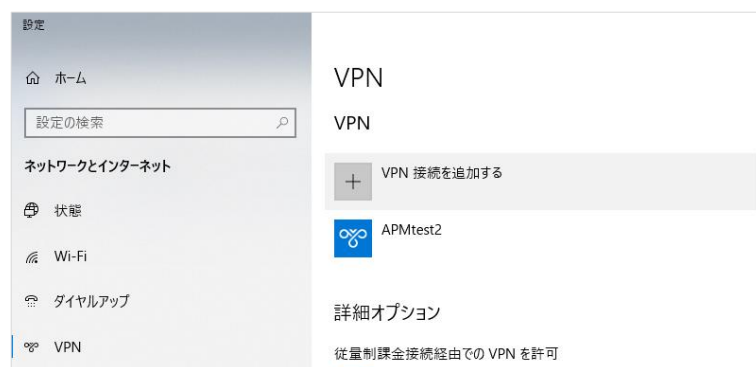 設定
ホーム
設定の検索
ネットワークとインターネット
状態
Wi-Fi
ダイヤルアップ
VPN
VPN
VPN
VPN 接続を追加する
APMtest2
詳細オプション
従量制課金接続経由での VPN を許可